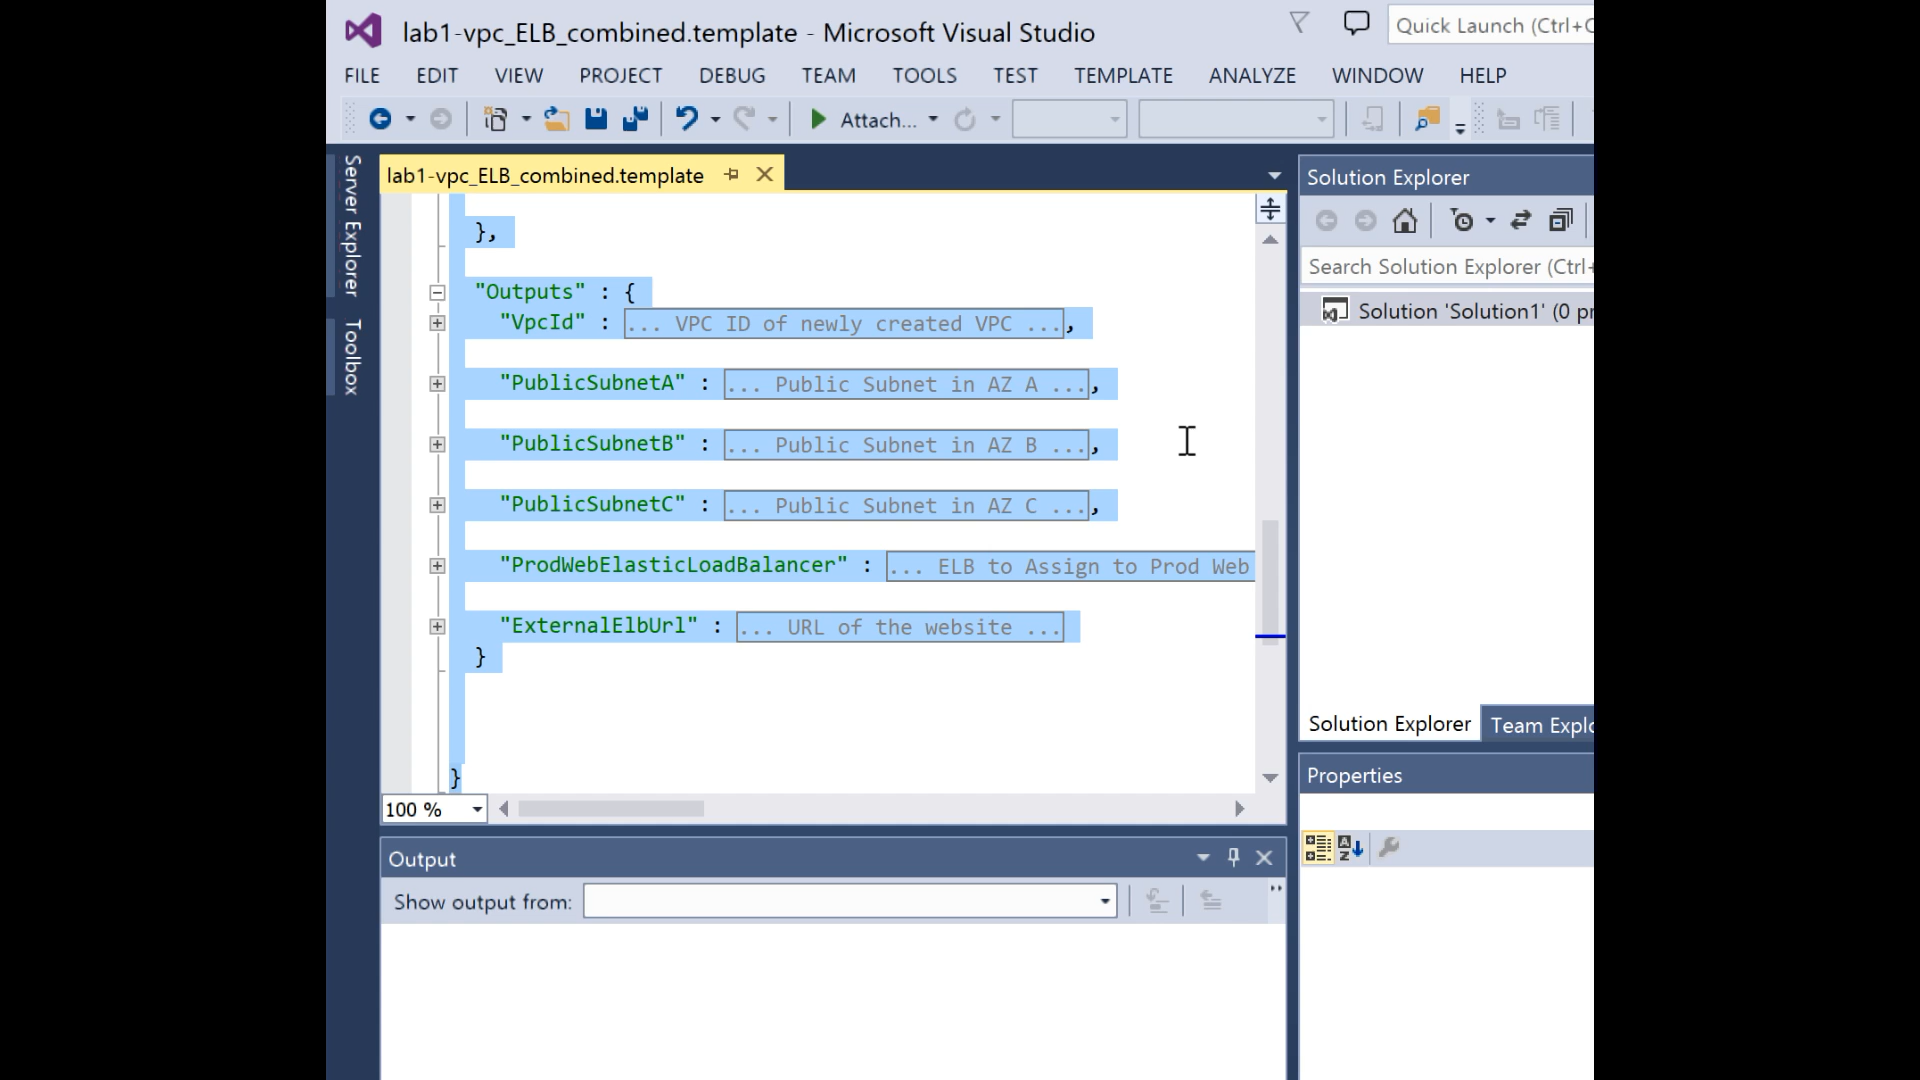 lab1-vpc_ELB_combined.template - Microsoft Visual Studio
Quick Launch (Ctrl+
FILE EDIT VIEW PROJECT DEBUG TEAM TOOLS TEST TEMPLATE ANALYZE WINDOW HELP
Attach...
Server Explorer
Toolbox
lab1-vpc_ELB_combined.template
},
"Outputs" : {
"VpcId" : ... VPC ID of newly created VPC ...,
"PublicSubnetA" : ... Public Subnet in AZ A ...,
"PublicSubnetB" : ... Public Subnet in AZ B ...,
"PublicSubnetC" : ... Public Subnet in AZ C ...,
"ProdWebElasticLoadBalancer" : ... ELB to Assign to Prod Web
"ExternalElbUrl" : ... URL of the website ...
}
}
100 %
Solution Explorer
Search Solution Explorer (Ctrl+
Solution 'Solution1' (0 pr
Solution Explorer
Team Explo
Properties
Output
Show output from: